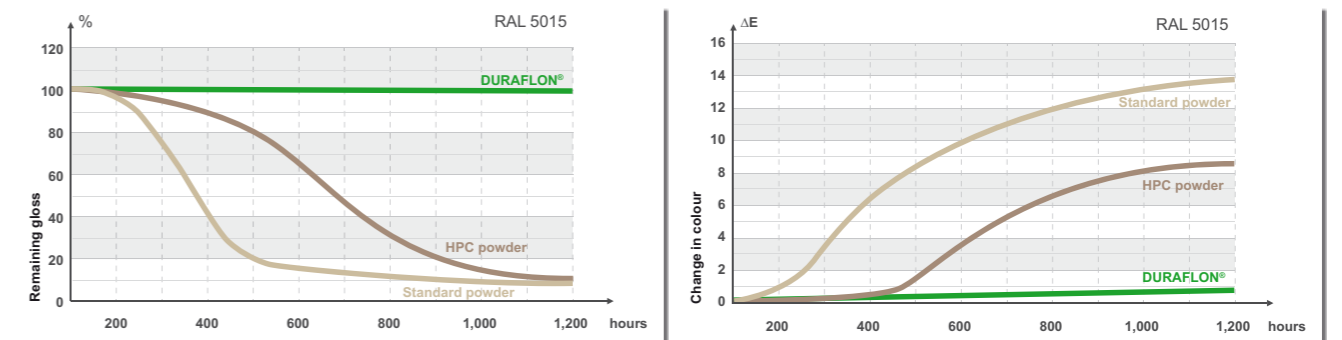 %
RAL 5015
120
100
80
60
40
20
0
Remaining gloss
DURAFLON®
HPC powder
Standard powder
200 400 600 800 1,000 1,200 hours
ΔE
RAL 5015
16
14
12
10
8
6
4
2
0
Change in colour
Standard powder
HPC powder
DURAFLON®
200 400 600 800 1,000 1,200 hours